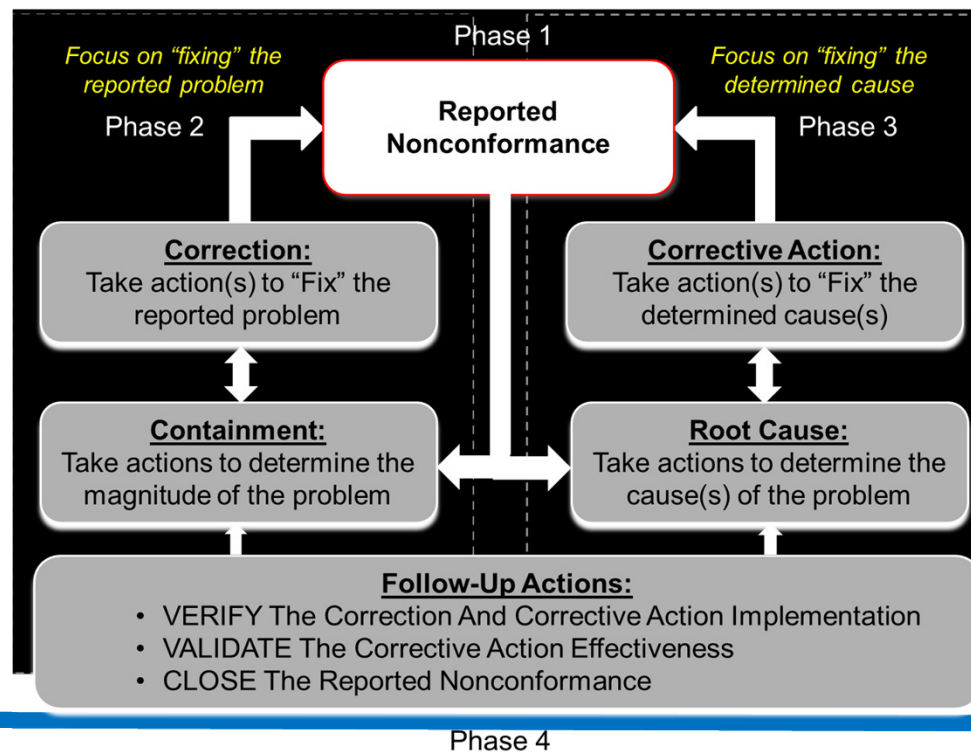 Phase 1
Focus on “fixing” the
reported problem
Phase 2
Focus on “fixing” the
determined cause
Phase 3
Reported
Nonconformance
Correction:
Take action(s) to “Fix” the
reported problem
Corrective Action:
Take action(s) to “Fix” the
determined cause(s)
Containment:
Take actions to determine the
magnitude of the problem
Root Cause:
Take actions to determine the
cause(s) of the problem
Follow-Up Actions:
• VERIFY The Correction And Corrective Action Implementation
• VALIDATE The Corrective Action Effectiveness
• CLOSE The Reported Nonconformance
Phase 4